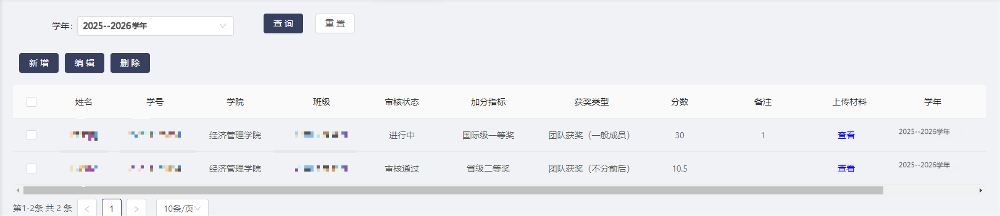 学年： 2025--2026学年 查 询 重 置
新 增 编 辑 删 除
姓名 学号 学院 班级 审核状态 加分指标 获奖类型 分数 备注 上传材料 学年
经济管理学院 进行中 国际级一等奖 团队获奖（一般成员） 30 1 查看 2025--2026学年
经济管理学院 审核通过 省级二等奖 团队获奖（不分前后） 10.5 查看 2025--2026学年
第1-2条 共 2 条 < 1 > 10条/页